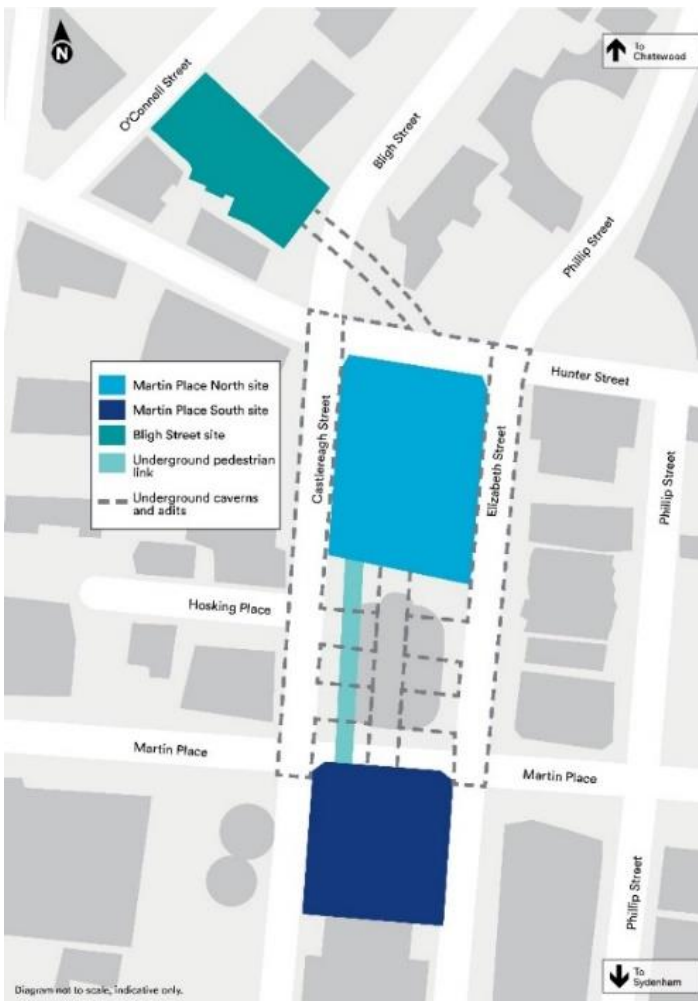 N
To
Chatswood
O'Connell Street
Bligh Street
Phillip Street
Hunter Street
Martin Place North site
Martin Place South site
Bligh Street site
Underground pedestrian
link
Underground caverns
and adits
Castlereagh Street
Elizabeth Street
Phillip Street
Hosking Place
Martin Place
Martin Place
Phillip Street
Diagram not to scale, indicative only.
To
Sydenham